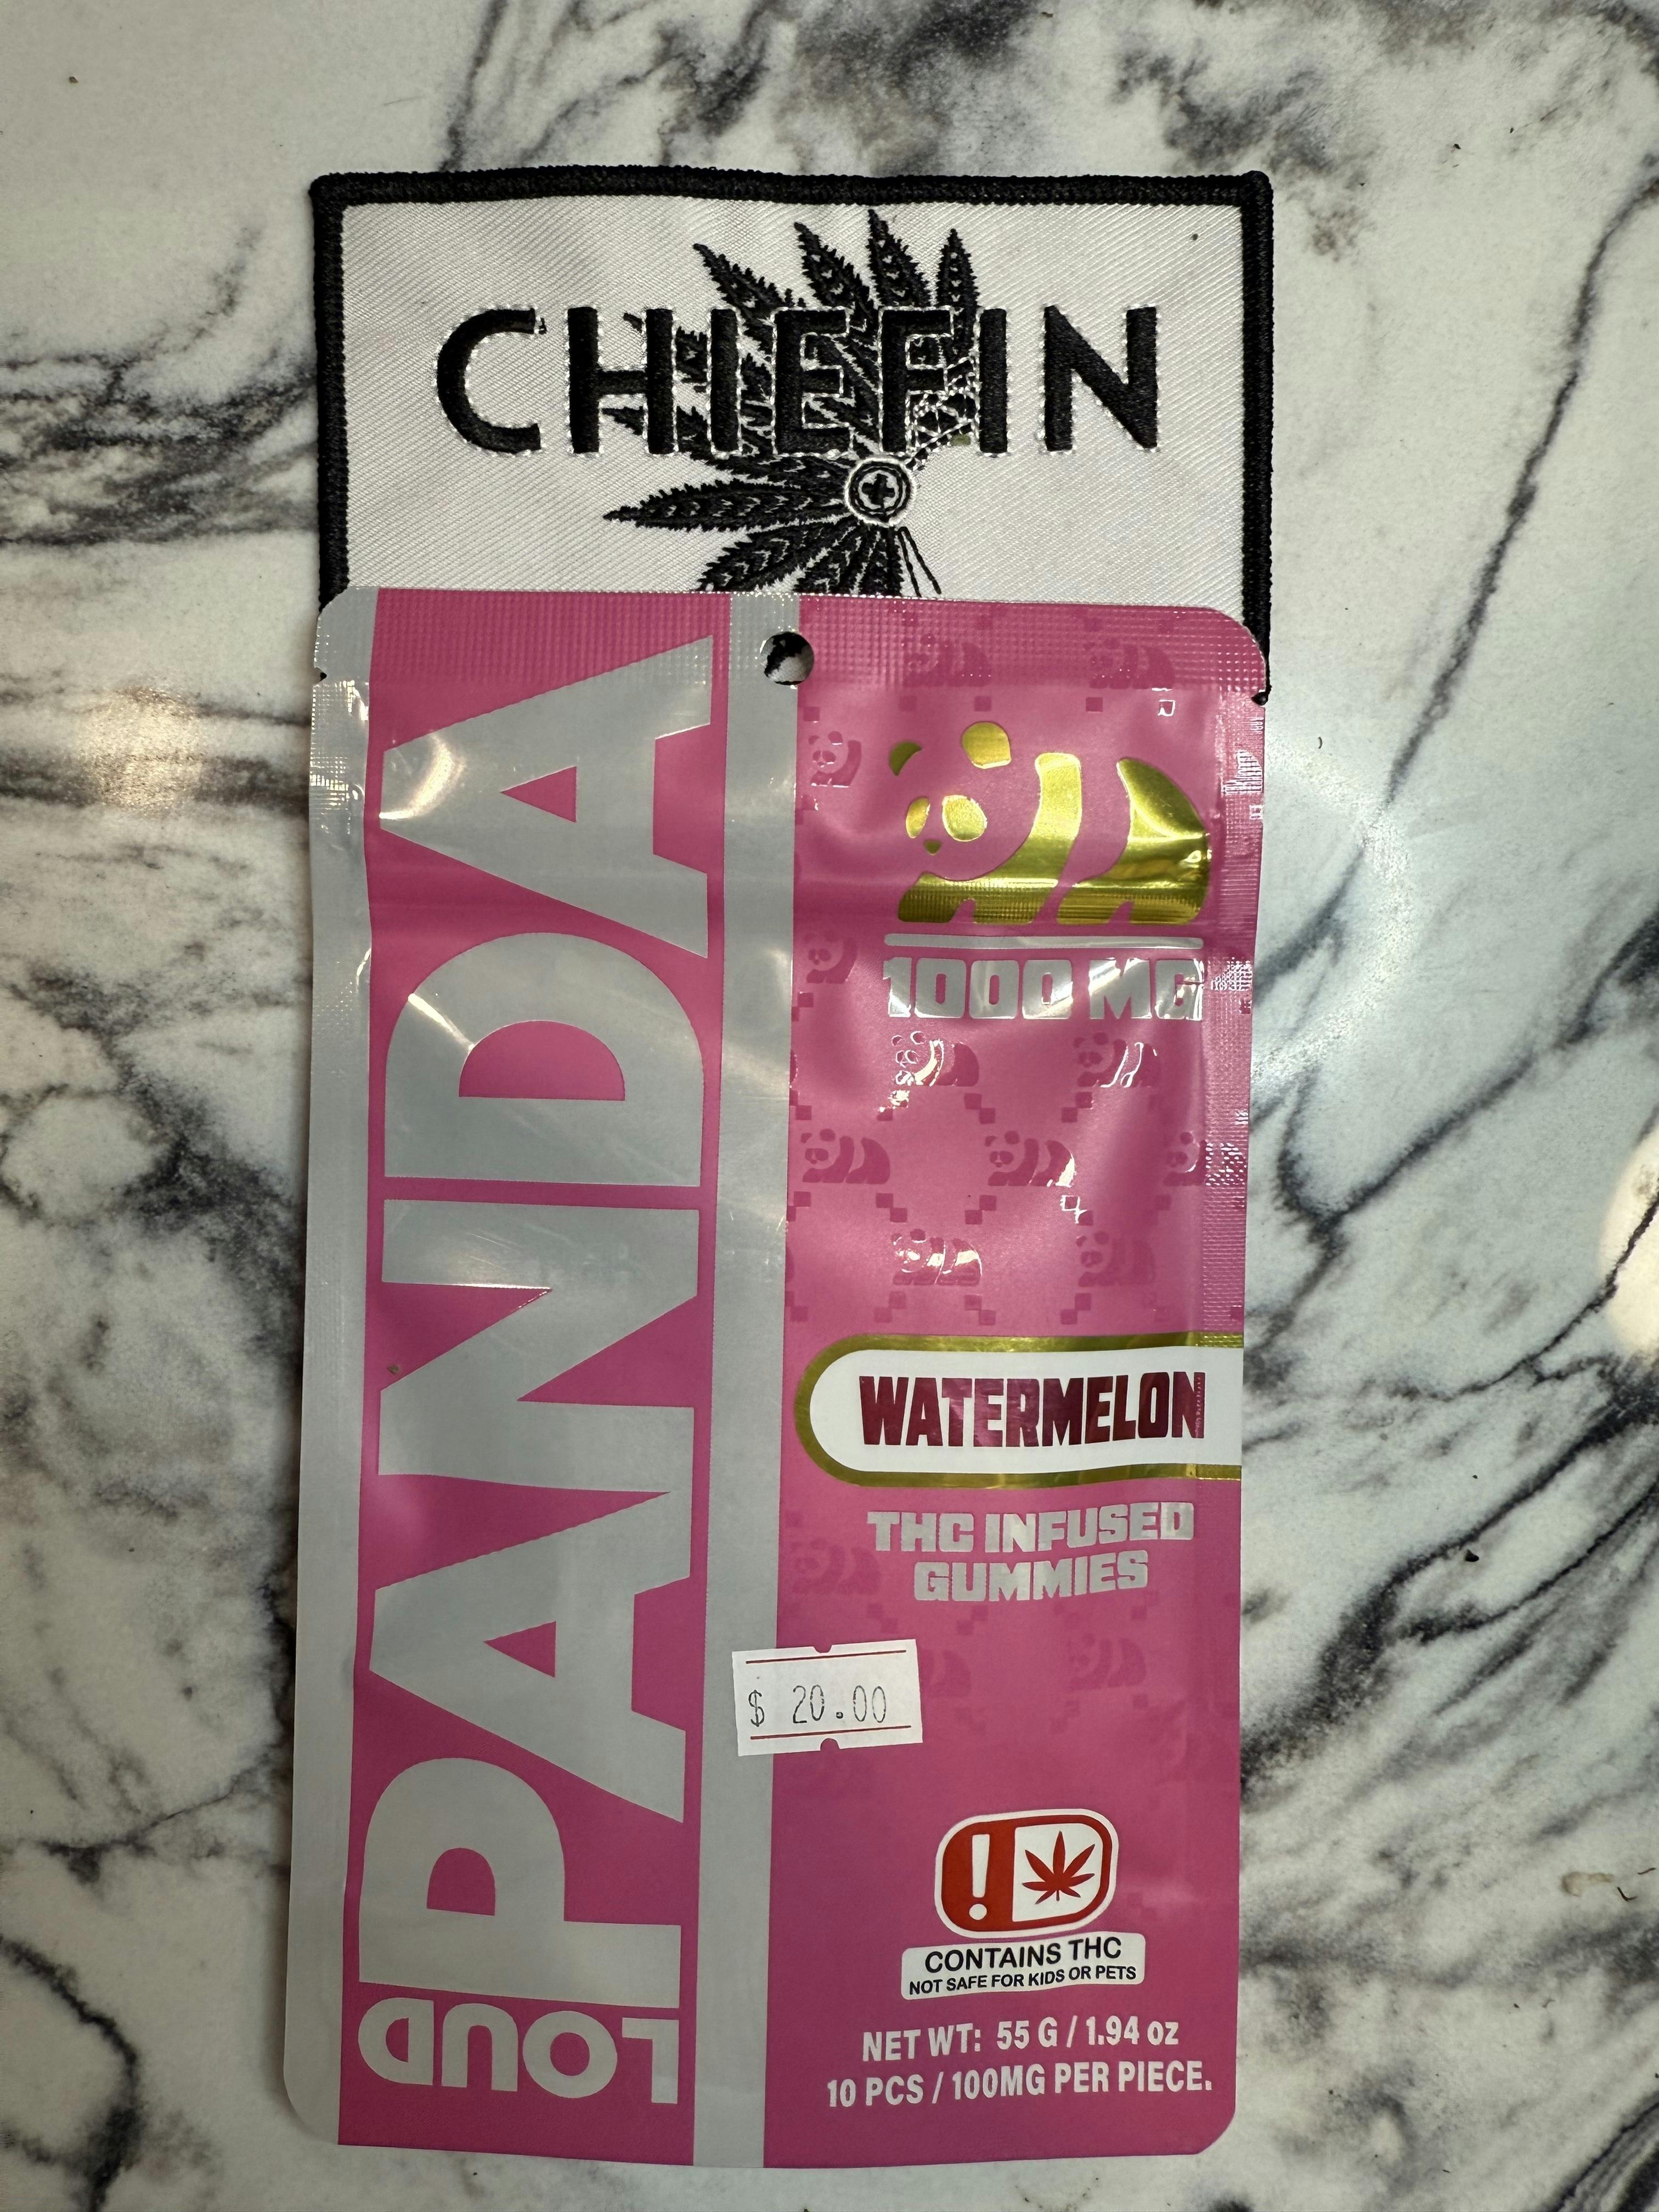 CHIEFIN
PANDA
LOUD
1000 MG
WATERMELON
THC INFUSED
GUMMIES
$ 20.00
!
CONTAINS THC
NOT SAFE FOR KIDS OR PETS
NET WT: 55 G / 1.94 oz
10 PCS / 100MG PER PIECE.